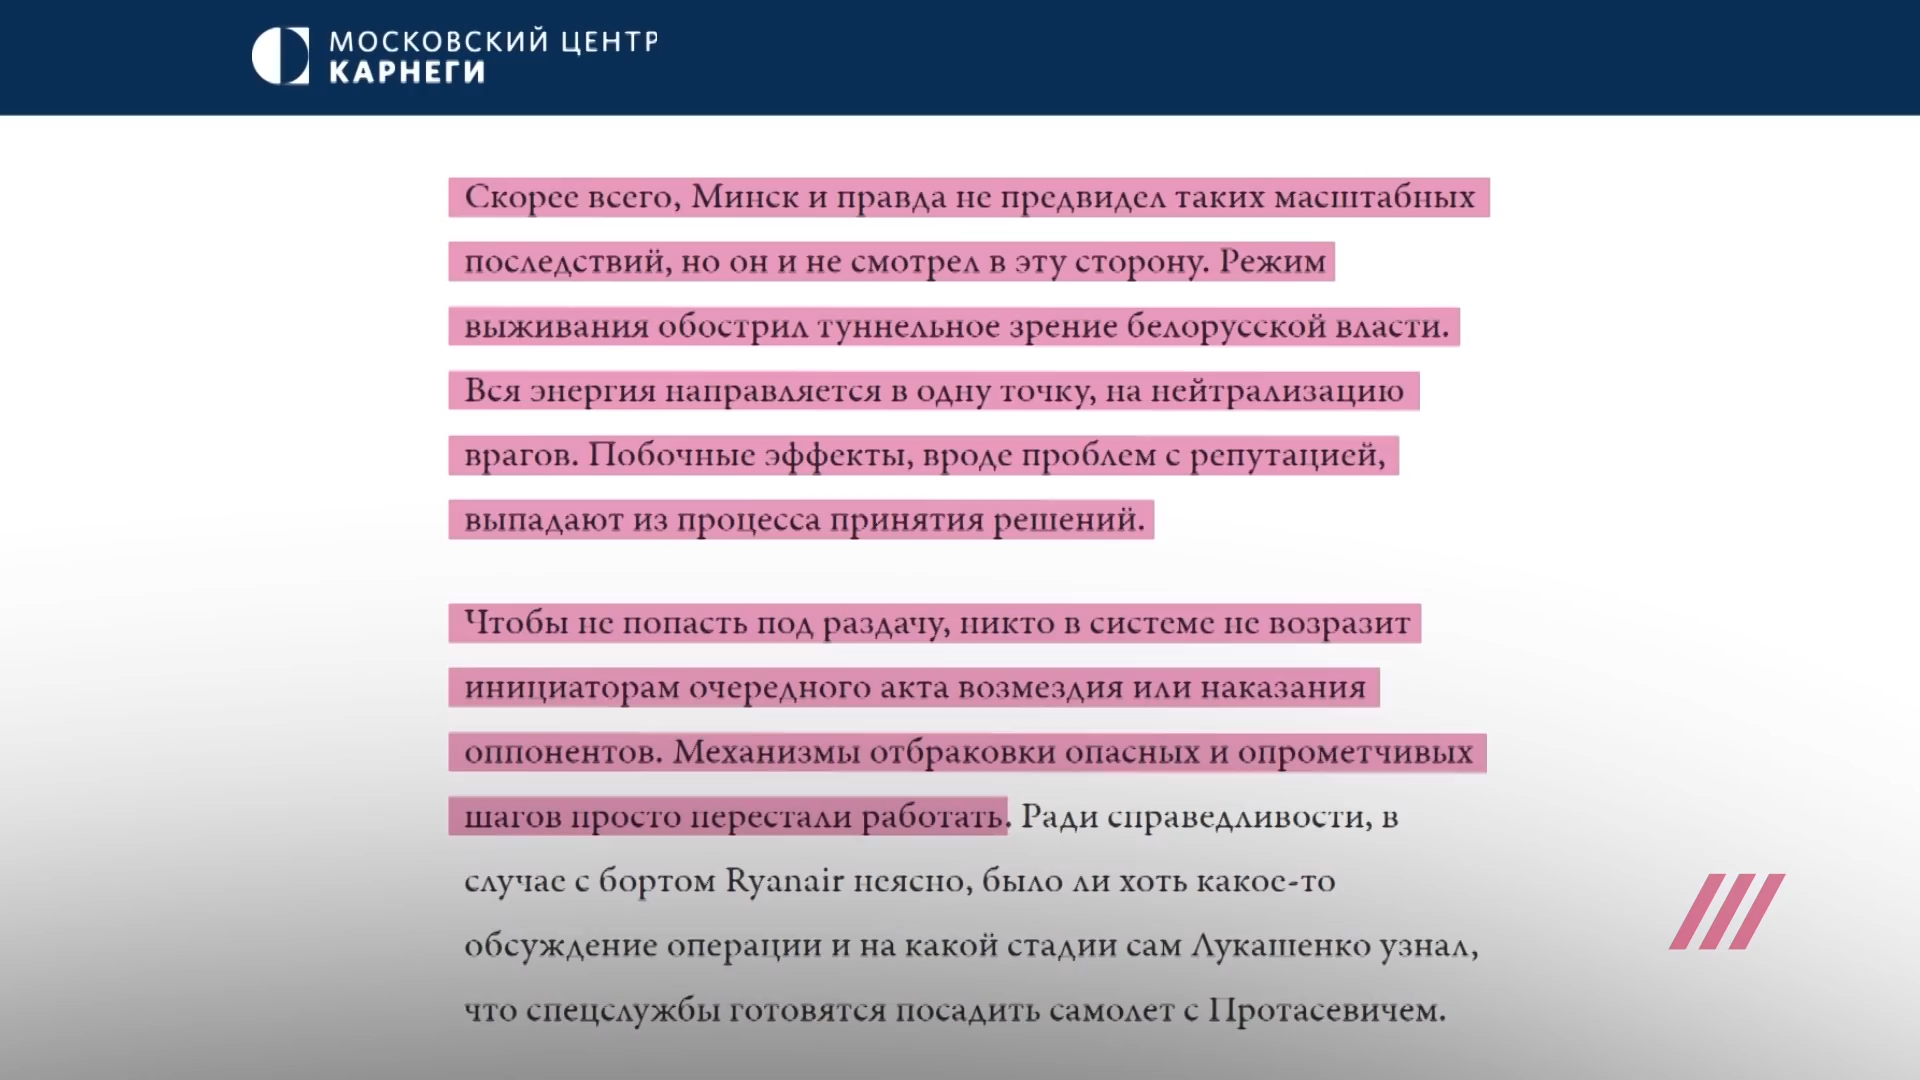 МОСКОВСКИЙ ЦЕНТР
КАРНЕГИ
Скорее всего, Минск и правда не предвидел таких масштабных
последствий, но он и не смотрел в эту сторону. Режим
выживания обострил туннельное зрение белорусской власти.
Вся энергия направляется в одну точку, на нейтрализацию
врагов. Побочные эффекты, вроде проблем с репутацией,
выпадают из процесса принятия решений.
Чтобы не попасть под раздачу, никто в системе не возразит
инициаторам очередного акта возмездия или наказания
оппонентов. Механизмы отбраковки опасных и опрометчивых
шагов просто перестали работать. Ради справедливости, в
случае с бортом Ryanair неясно, было ли хоть какое-то
обсуждение операции и на какой стадии сам Лукашенко узнал,
что спецслужбы готовятся посадить самолет с Протасевичем.